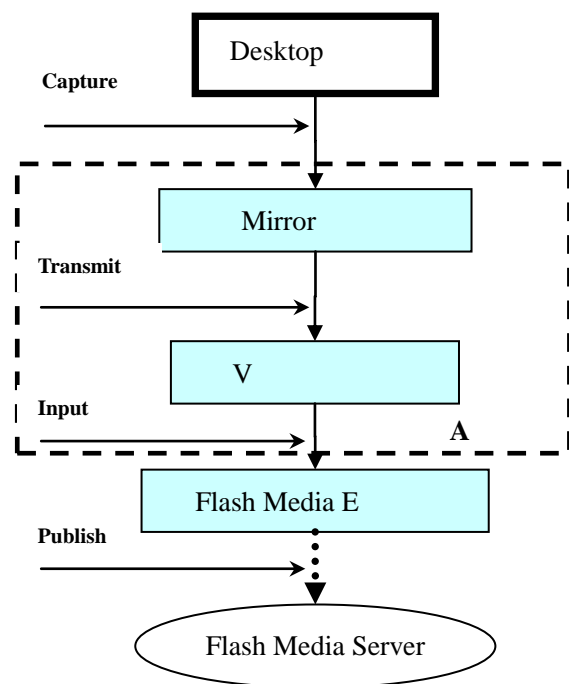 Desktop
Capture
Mirror
Transmit
V
Input
A
Flash Media E
Publish
Flash Media Server